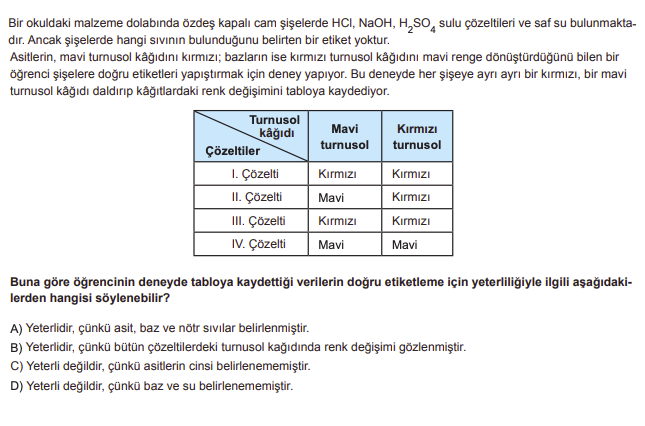 Bir okuldaki malzeme dolabında özdeş kapalı cam şişelerde HCl, NaOH, H₂SO₄ sulu çözeltileri ve saf su bulunmakta-
dır. Ancak şişelerde hangi sıvının bulunduğunu belirten bir etiket yoktur.
Asitlerin, mavi turnusol kâğıdını kırmızı; bazların ise kırmızı turnusol kâğıdını mavi renge dönüştürdüğünü bilen bir
öğrenci şişelere doğru etiketleri yapıştırmak için deney yapıyor. Bu deneyde her şişeye ayrı ayrı bir kırmızı, bir mavi
turnusol kâğıdı daldırıp kâğıtlardaki renk değişimini tabloya kaydediyor.
Turnusol kâğıdı
Çözeltiler
Mavi turnusol
Kırmızı turnusol
I. Çözelti Kırmızı Kırmızı
II. Çözelti Mavi Kırmızı
III. Çözelti Kırmızı Kırmızı
IV. Çözelti Mavi Mavi
Buna göre öğrencinin deneyde tabloya kaydettiği verilerin doğru etiketleme için yeterliliğiyle ilgili aşağıdaki-
lerden hangisi söylenebilir?
A) Yeterlidir, çünkü asit, baz ve nötr sıvılar belirlenmiştir.
B) Yeterlidir, çünkü bütün çözeltilerdeki turnusol kağıdında renk değişimi gözlenmiştir.
C) Yeterli değildir, çünkü asitlerin cinsi belirlenememiştir.
D) Yeterli değildir, çünkü baz ve su belirlenememiştir.